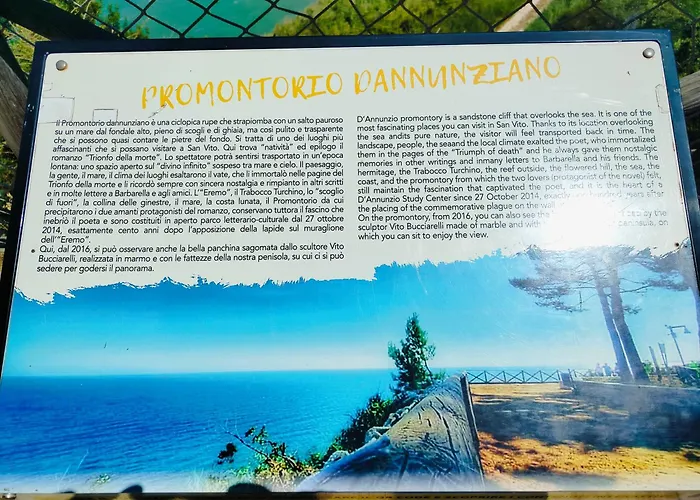 PROMONTORIO DANNUNZIANO
Il Promontorio dannunziano è una ciclopica rupe che strapiomba con un salto pauroso
su un mare dal fondale alto, pieno di scogli e di ghiaia, ma così pulito e trasparente
che si possono quasi contare le pietre del fondo. Si tratta di uno dei luoghi più
affascinanti che si possano visitare a San Vito. Qui trova "natività" ed epilogo il
romanzo "Trionfo della morte". Lo spettatore potrà sentirsi trasportato in un'epoca
lontana: uno spazio aperto sul "divino infinito" sospeso tra mare e cielo. Il paesaggio,
la gente, il mare, il clima dei luoghi esaltarono il vate, che li immortalò nelle pagine del
Trionfo della morte e li ricordò sempre con sincera nostalgia e rimpianto in altri scritti
e in molte lettere a Barbarella e agli amici. L'"Eremo", il Trabocco Turchino, lo "scoglio
di fuori", la collina delle ginestre, il mare, la costa lunata, il Promontorio da cui
precipitarono i due amanti protagonisti del romanzo, conservano tuttora il fascino che
inebriò il poeta e sono costituiti in aperto parco letterario-culturale dal 27 ottobre
2014, esattamente cento anni dopo l'apposizione della lapide sul muraglione
dell'"Eremo".
Qui, dal 2016, si può osservare anche la bella panchina sagomata dallo scultore Vito
Bucciarelli, realizzata in marmo e con le fattezze della nostra penisola, su cui ci si può
sedere per godersi il panorama.
D'Annunzio promontory is a sandstone cliff that overlooks the sea. It is one of the
most fascinating places you can visit in San Vito. Thanks to its location overlooking
the sea andits pure nature, the visitor will feel transported back in time. The
landscape, people, the seaand the local climate exalted the poet, who immortalized
them in the pages of the "Triumph of death" and he always gave them nostalgic
memories in other writings and inmany letters to Barbarella and his friends. The
hermitage, the Trabocco Turchino, the reef outside, the flowered hill, the sea, the
coast, and the promontory from which the two lovers (protagonist of the novel) felt,
still maintain the fascination that captivated the poet, and it is the heart of a
D'Annunzio Study Center since 27 October 2014, exactly one hundred years after
the placing of the commemorative plaque on the wall
On the promontory, from 2016, you can also see the by the
sculptor Vito Bucciarelli made of marble and with on
which you can sit to enjoy the view.